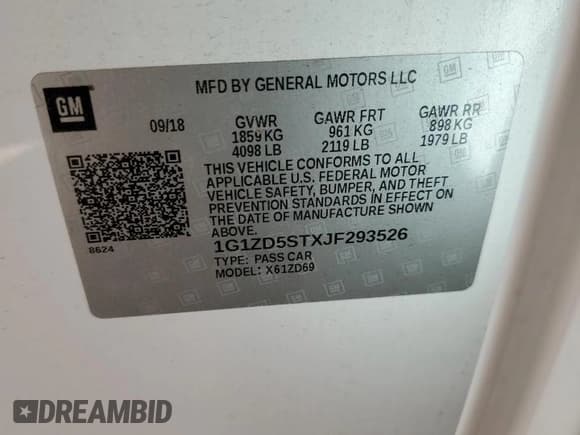 MFD BY GENERAL MOTORS LLC
GM
09/18 GVWR GAWR FRT GAWR RR
1859 KG 961 KG 898 KG
4098 LB 2119 LB 1979 LB
THIS VEHICLE CONFORMS TO ALL
APPLICABLE U.S. FEDERAL MOTOR
VEHICLE SAFETY, BUMPER, AND THEFT
PREVENTION STANDARDS IN EFFECT ON
THE DATE OF MANUFACTURE SHOWN
ABOVE.
8624
1G1ZD5STXJF293526
TYPE: PASS CAR
MODEL: X61ZD69
DREAMBID